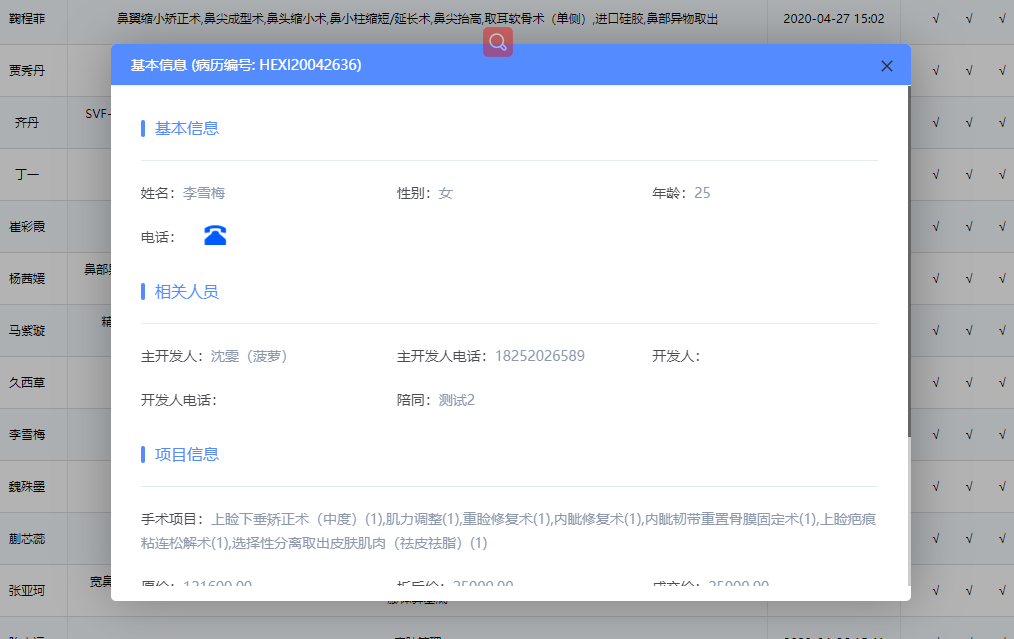 鞠程菲 鼻翼缩小矫正术,鼻尖成型术,鼻头缩小术,鼻小柱缩短/延长术,鼻尖抬高,取耳软骨术（单侧）,进口硅胶,鼻部异物取出 2020-04-27 15:02 √ √ √
基本信息 (病历编号: HEXI20042636)
贾秀丹 √ √ √
齐丹 SVF- √ √ √
基本信息
丁一 √ √ √
姓名： 李雪梅 性别： 女 年龄： 25
崔彩霞 √ √ √
电话：
杨茜媛 鼻部 √ √ √
相关人员
马紫璇 精 √ √ √
主开发人： 沈雯（菠萝） 主开发人电话： 18252026589 开发人：
久西草 √ √ √
开发人电话： 陪同： 测试2
李雪梅 √ √ √
项目信息
魏殊墨 √ √ √
手术项目： 上睑下垂矫正术（中度）(1),肌力调整(1),重睑修复术(1),内眦修复术(1),内眦韧带重置骨膜固定术(1),上睑疤痕
粘连松解术(1),选择性分离取出皮肤肌肉（祛皮祛脂）(1)
蒯芯蕊 √ √ √
原价： 121600.00 折后价： 25000.00 成交价： 25000.00
张亚珂 宽鼻 √ √ √